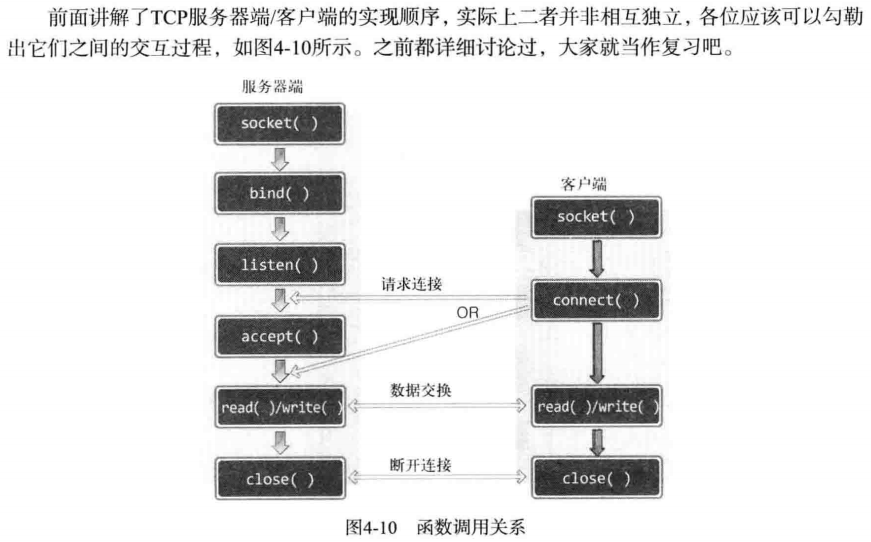 前面讲解了TCP服务器端/客户端的实现顺序，实际上二者并非相互独立，各位应该可以勾勒
出它们之间的交互过程，如图4-10所示。之前都详细讨论过，大家就当作复习吧。
服务器端
socket( )
bind( )
客户端
socket( )
listen( )
请求连接
connect( )
OR
accept( )
数据交换
read( )/write( )
read( )/write( )
断开连接
close( )
close( )
图4-10 函数调用关系